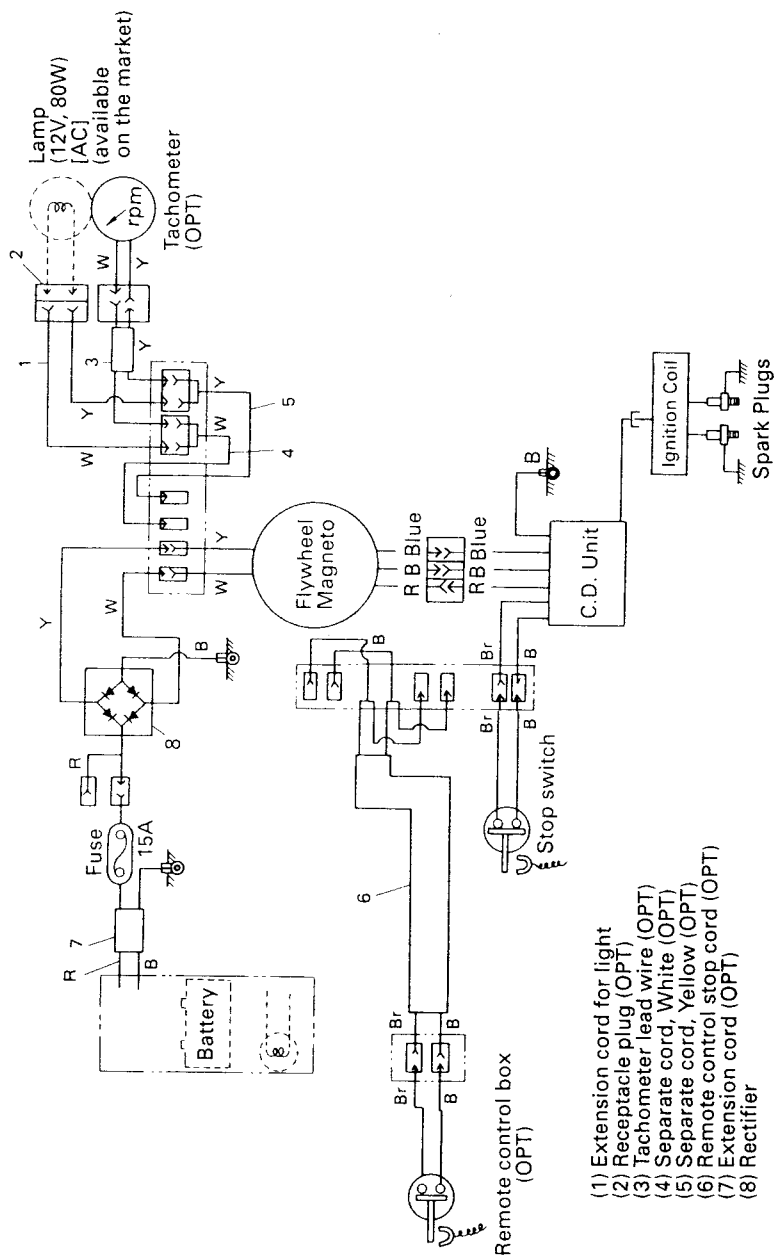 Lamp
(12V, 80W)
[AC]
(available
on the market)
rpm
Tachometer
(OPT)
2
1
3
W
Y
Y
Y
W
Y
W
5
4
Y
W
B
8
R
Fuse
15A
7
R
B
Battery
Y
W
Flywheel
Magneto
R B Blue
R B Blue
B
C.D. Unit
Ignition Coil
Spark Plugs
B
Br
B
Br
B
Stop switch
6
Br
B
Br
B
Remote control box
(OPT)
(1) Extension cord for light
(2) Receptacle plug (OPT)
(3) Tachometer lead wire (OPT)
(4) Separate cord, White (OPT)
(5) Separate cord, Yellow (OPT)
(6) Remote control stop cord (OPT)
(7) Extension cord (OPT)
(8) Rectifier